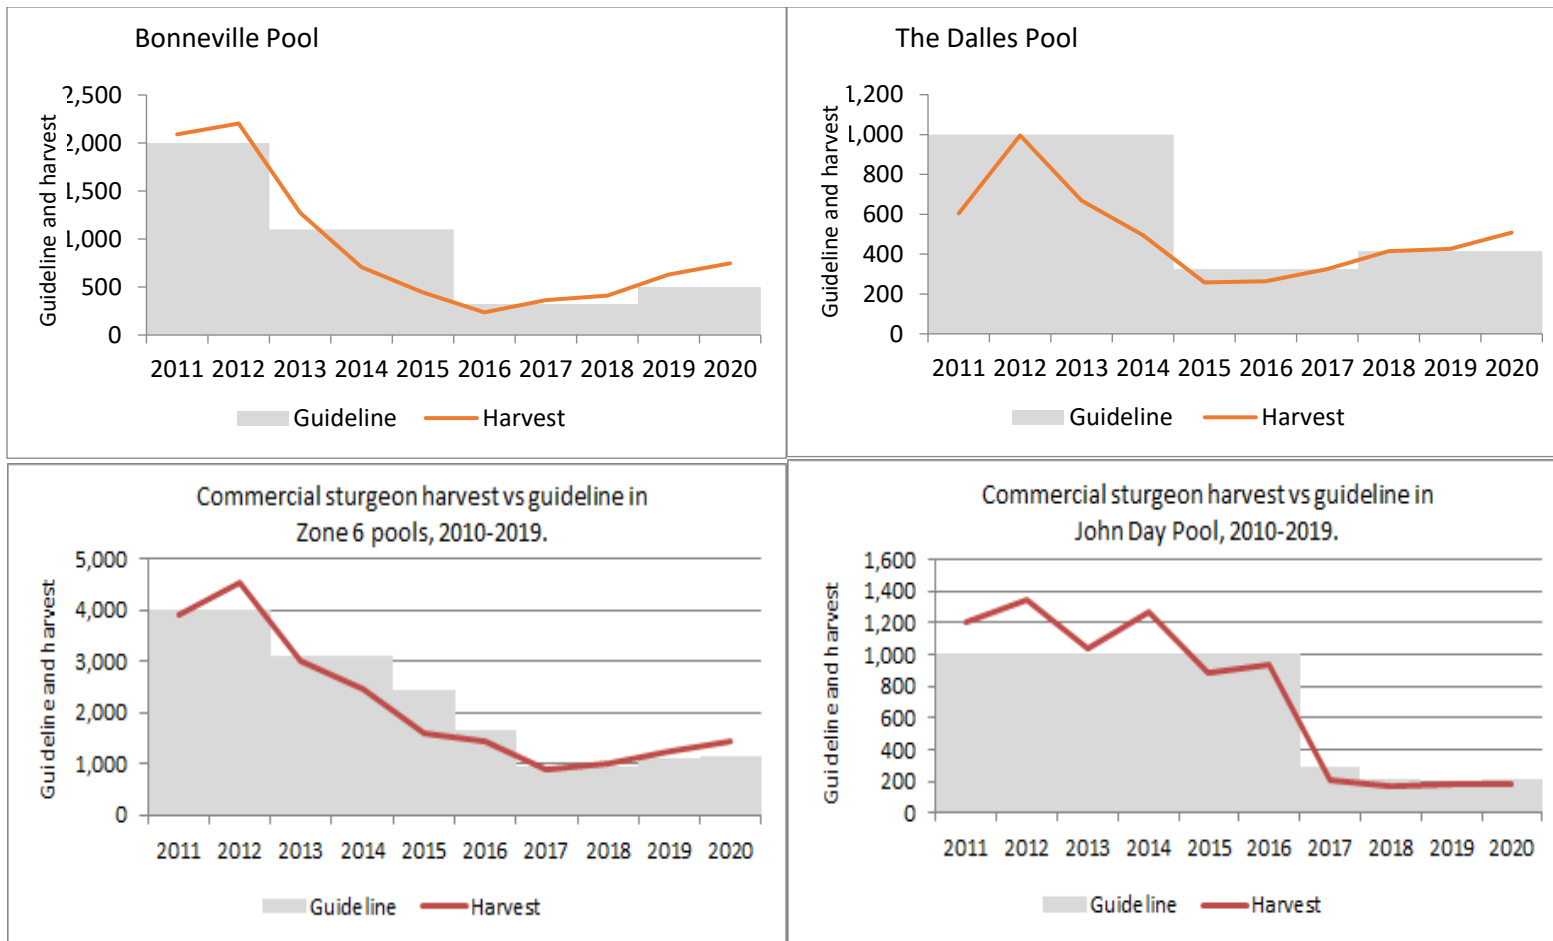 Bonneville Pool
Guideline and harvest
2,500
2,000
1,500
1,000
500
0
2011 2012 2013 2014 2015 2016 2017 2018 2019 2020
Guideline Harvest
The Dalles Pool
Guideline and harvest
1,200
1,000
800
600
400
200
0
2011 2012 2013 2014 2015 2016 2017 2018 2019 2020
Guideline Harvest
Commercial sturgeon harvest vs guideline in
Zone 6 pools, 2010-2019.
Guideline and harvest
5,000
4,000
3,000
2,000
1,000
0
2011 2012 2013 2014 2015 2016 2017 2018 2019 2020
Guideline Harvest
Commercial sturgeon harvest vs guideline in
John Day Pool, 2010-2019.
Guideline and harvest
1,600
1,400
1,200
1,000
800
600
400
200
0
2011 2012 2013 2014 2015 2016 2017 2018 2019 2020
Guideline Harvest